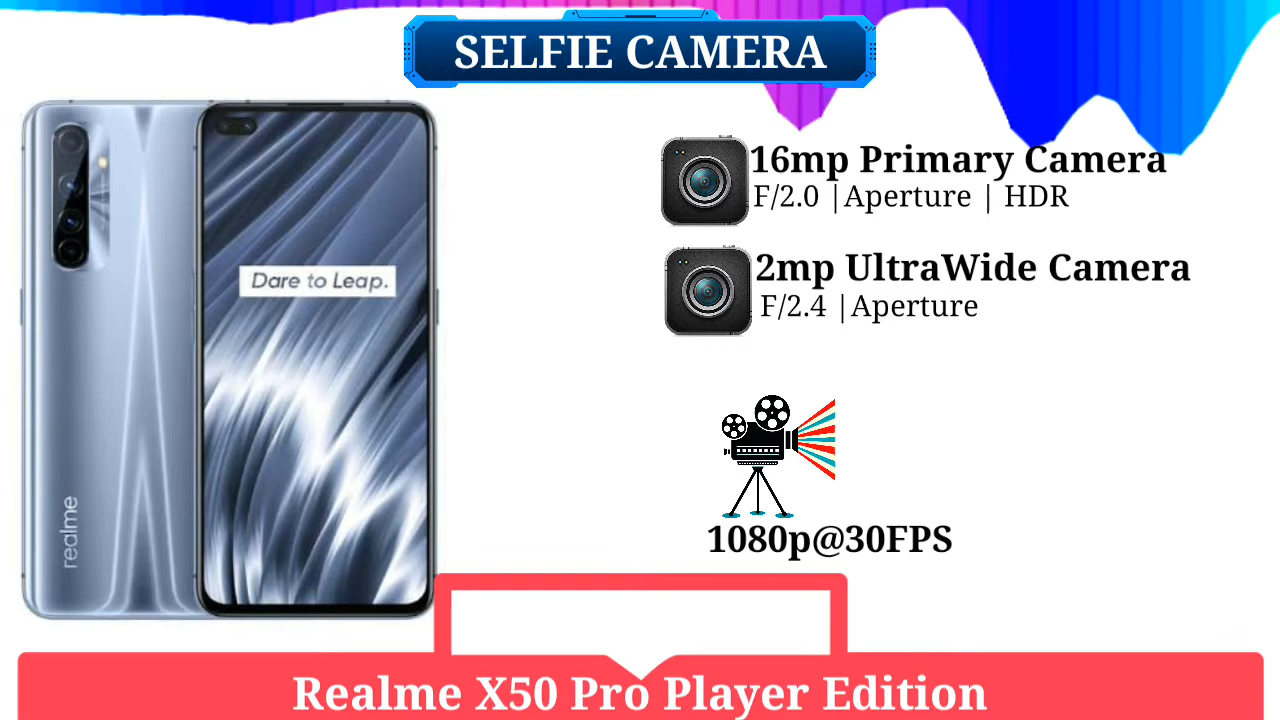 SELFIE CAMERA
16mp Primary Camera
F/2.0 |Aperture | HDR
2mp UltraWide Camera
F/2.4 |Aperture
Dare to Leap.
realme
1080p@30FPS
Realme X50 Pro Player Edition